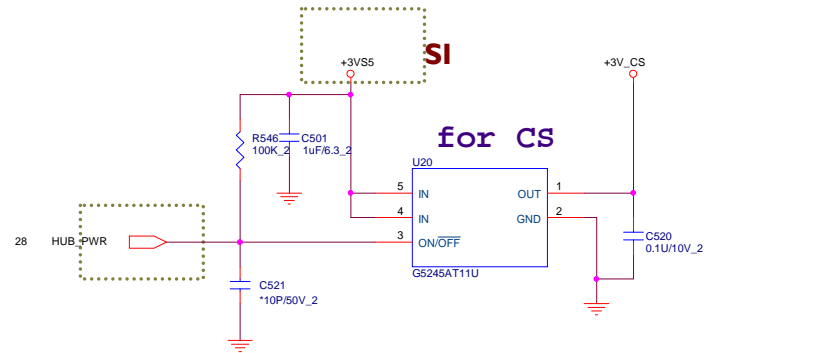 SI
+3VS5
+3V_CS
for CS
R546
100K_2
C501
1uF/6.3_2
U20
5
IN
OUT
1
4
IN
GND
2
3
ON/OFF
28
HUB_PWR
C520
0.1U/10V_2
G5245AT11U
C521
*10P/50V_2